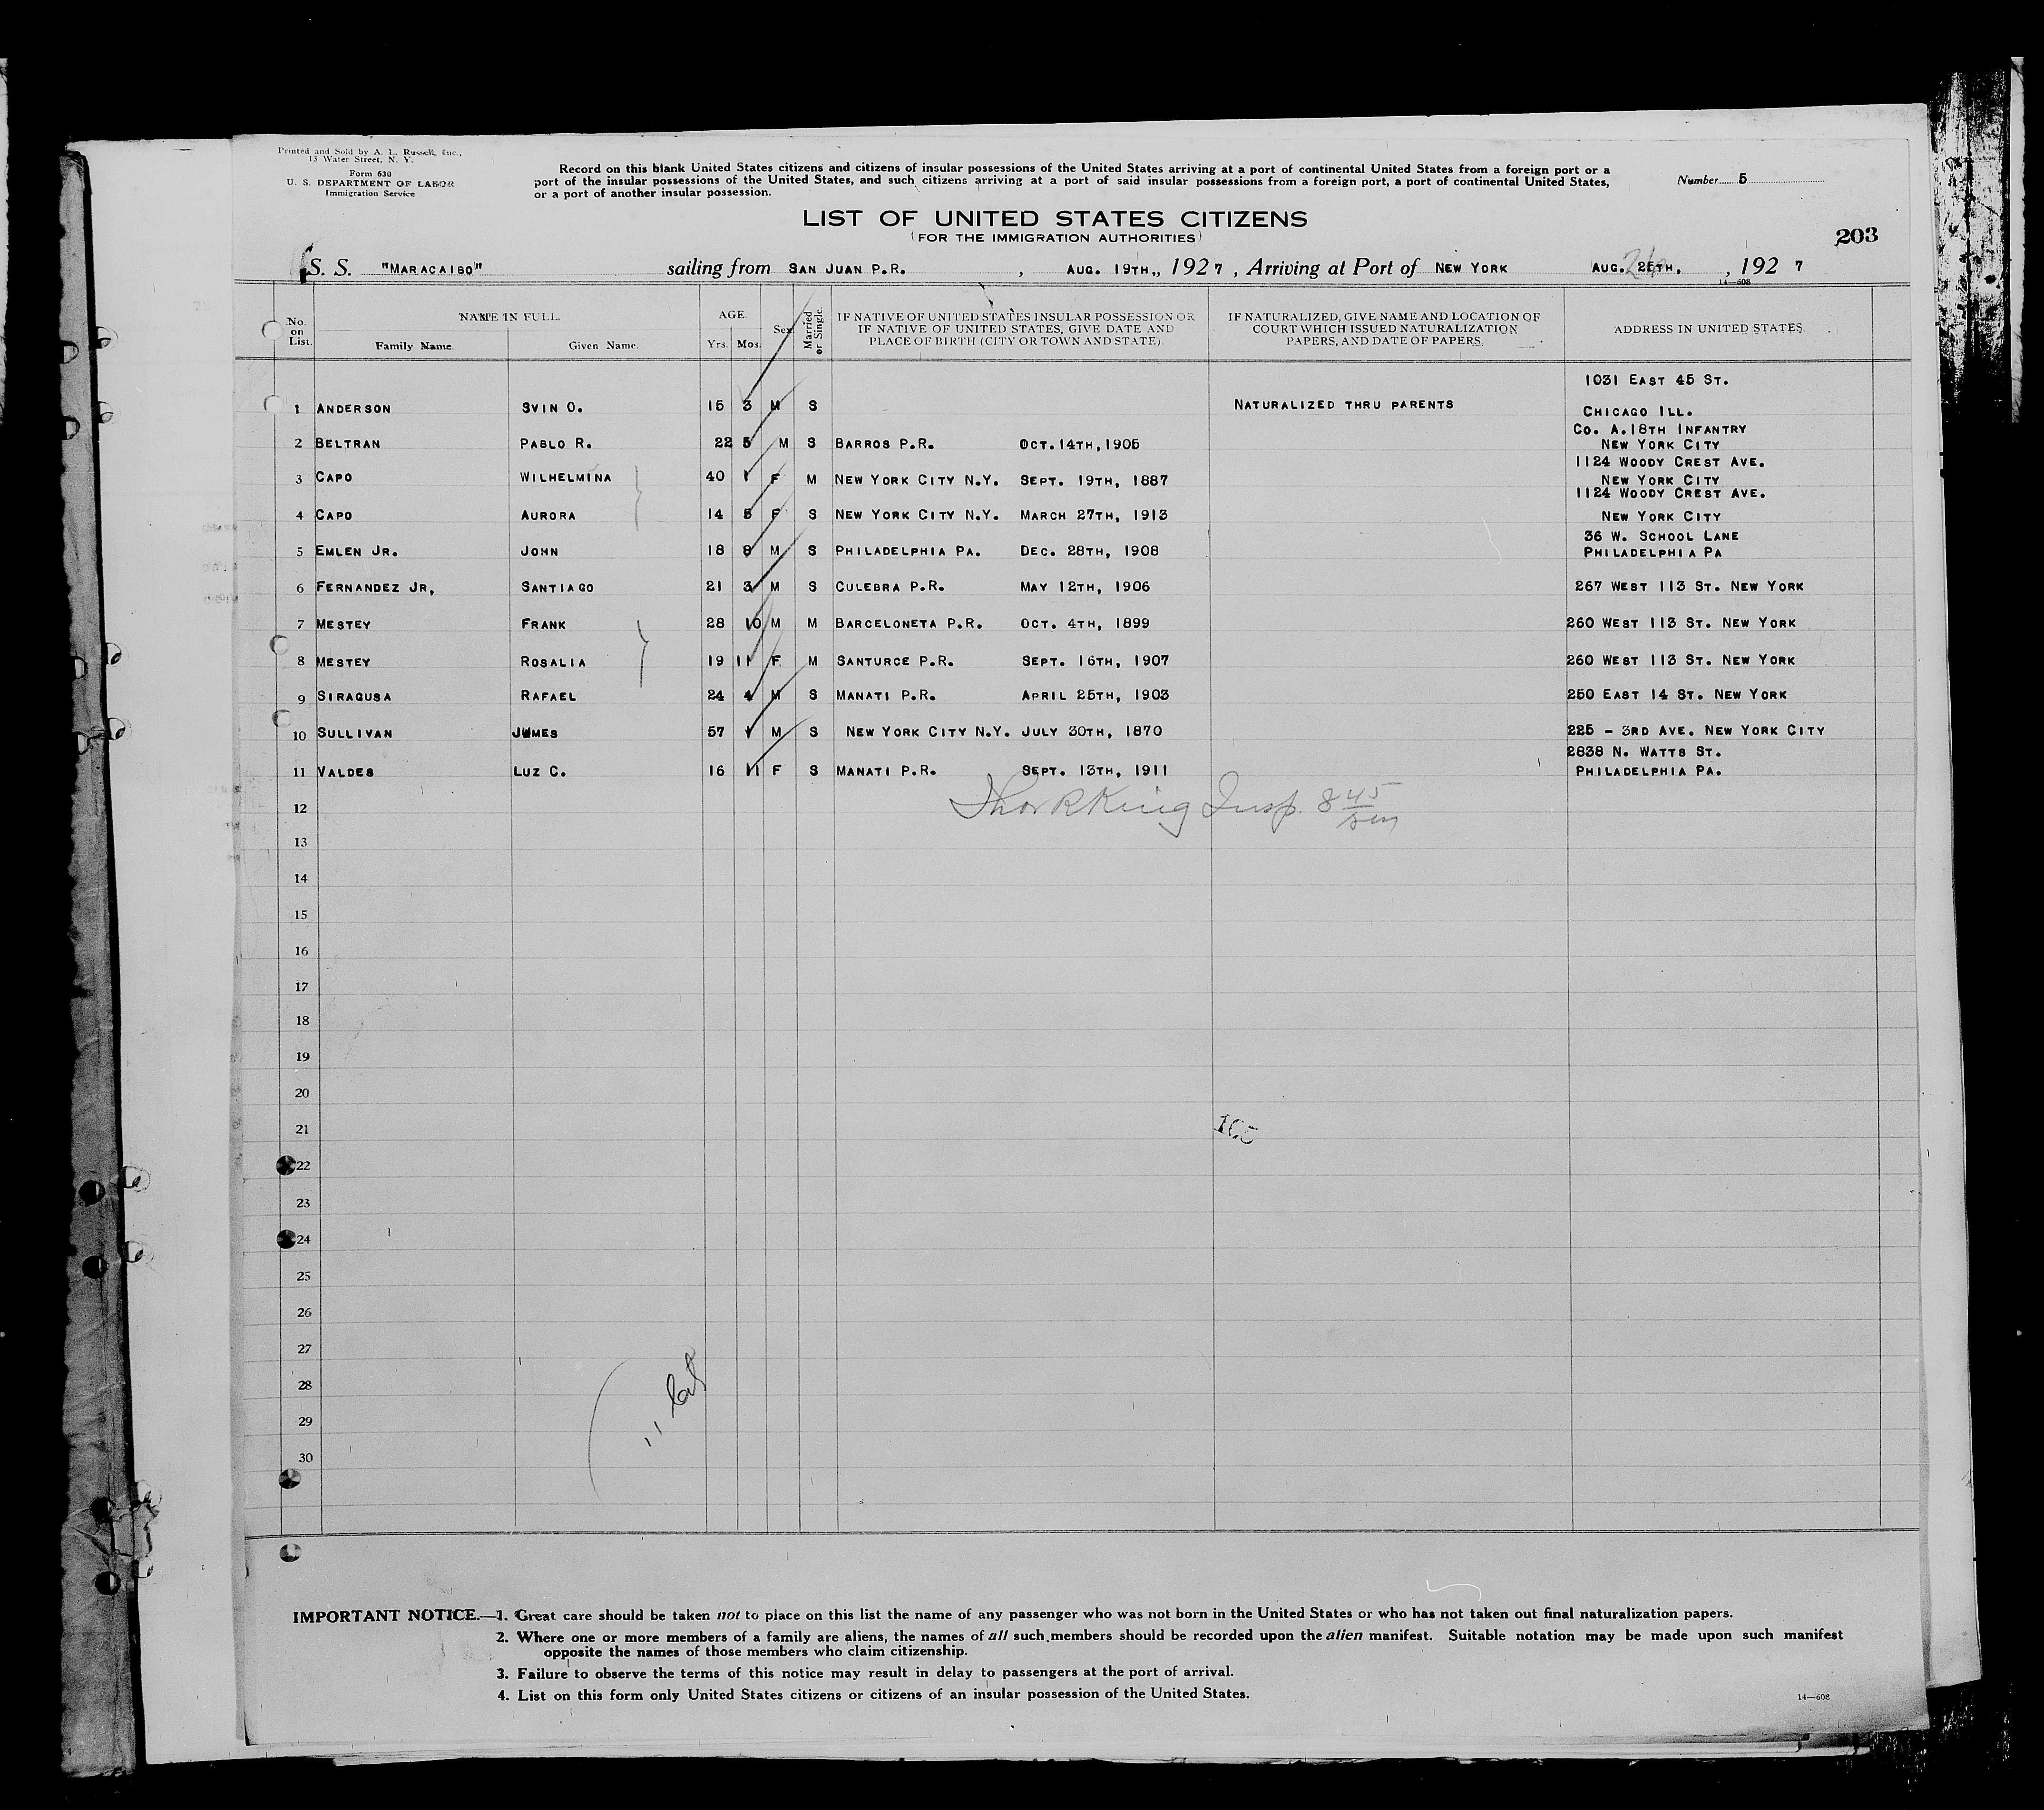 Printed and Sold by A. L. Russell, Inc.,
13 Water Street, N. Y.
Form 630
U. S. DEPARTMENT OF LABOR
Immigration Service
Record on this blank United States citizens and citizens of insular possessions of the United States arriving at a port of continental United States from a foreign port or a
port of the insular possessions of the United States, and such citizens arriving at a port of said insular possessions from a foreign port, a port of continental United States,
or a port of another insular possession.
Number 5
LIST OF UNITED STATES CITIZENS
(FOR THE IMMIGRATION AUTHORITIES)
203
S. S. "MARACAIBO" sailing from SAN JUAN P.R. , AUG. 19TH,, 1927, Arriving at Port of NEW YORK AUG. 25TH, 26 , 1927
14—608
No. on List. NAME IN FULL. AGE. Sex. Married or Single. IF NATIVE OF UNITED STATES INSULAR POSSESSION OR IF NATIVE OF UNITED STATES, GIVE DATE AND PLACE OF BIRTH (CITY OR TOWN AND STATE). IF NATURALIZED, GIVE NAME AND LOCATION OF COURT WHICH ISSUED NATURALIZATION PAPERS, AND DATE OF PAPERS. ADDRESS IN UNITED STATES.
Family Name. Given Name. Yrs. Mos.
1031 EAST 45 ST.
1 ANDERSON SVIN O. 15 3 M S NATURALIZED THRU PARENTS CHICAGO ILL.
CO. A.18TH INFANTRY
2 BELTRAN PABLO R. 22 5 M S BARROS P.R. OCT.14TH,1905 NEW YORK CITY
1124 WOODY CREST AVE.
3 CAPO WILHELMINA 40 1 F M NEW YORK CITY N.Y. SEPT. 19TH, 1887 NEW YORK CITY
1124 WOODY CREST AVE.
4 CAPO AURORA 14 5 F S NEW YORK CITY N.Y. MARCH 27TH, 1913 NEW YORK CITY
36 W. SCHOOL LANE
5 EMLEN JR. JOHN 18 8 M S PHILADELPHIA PA. DEC. 28TH, 1908 PHILADELPHIA PA
6 FERNANDEZ JR, SANTIAGO 21 3 M S CULEBRA P.R. MAY 12TH, 1906 267 WEST 113 ST. NEW YORK
7 MESTEY FRANK 28 10 M M BARCELONETA P.R. OCT. 4TH, 1899 260 WEST 113 ST. NEW YORK
8 MESTEY ROSALIA 19 11 F M SANTURCE P.R. SEPT. 16TH, 1907 260 WEST 113 ST. NEW YORK
9 SIRAGUSA RAFAEL 24 4 M S MANATI P.R. APRIL 25TH, 1903 250 EAST 14 ST. NEW YORK
10 SULLIVAN JAMES 57 1 M S NEW YORK CITY N.Y. JULY 30TH, 1870 225 - 3RD AVE. NEW YORK CITY
2838 N. WATTS ST.
11 VALDES LUZ C. 16 11 F S MANATI P.R. SEPT. 13TH, 1911 PHILADELPHIA PA.
12 King Insp. 8 45
13
14
15
16
17
18
19
20
21
22
23
24
25
26
27
28
29
30
IMPORTANT NOTICE.—1. Great care should be taken not to place on this list the name of any passenger who was not born in the United States or who has not taken out final naturalization papers.
2. Where one or more members of a family are aliens, the names of all such members should be recorded upon the alien manifest. Suitable notation may be made upon such manifest
opposite the names of those members who claim citizenship.
3. Failure to observe the terms of this notice may result in delay to passengers at the port of arrival.
4. List on this form only United States citizens or citizens of an insular possession of the United States.
14—608